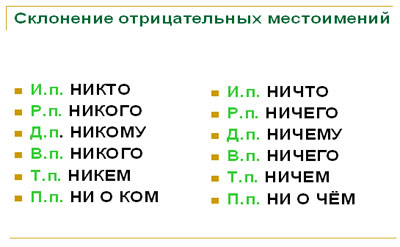 Склонение отрицательных местоимений
И.п. НИКТО
Р.п. НИКОГО
Д.п. НИКОМУ
В.п. НИКОГО
Т.п. НИКЕМ
П.п. НИ О КОМ
И.п. НИЧТО
Р.п. НИЧЕГО
Д.п. НИЧЕМУ
В.п. НИЧЕГО
Т.п. НИЧЕМ
П.п. НИ О ЧЁМ